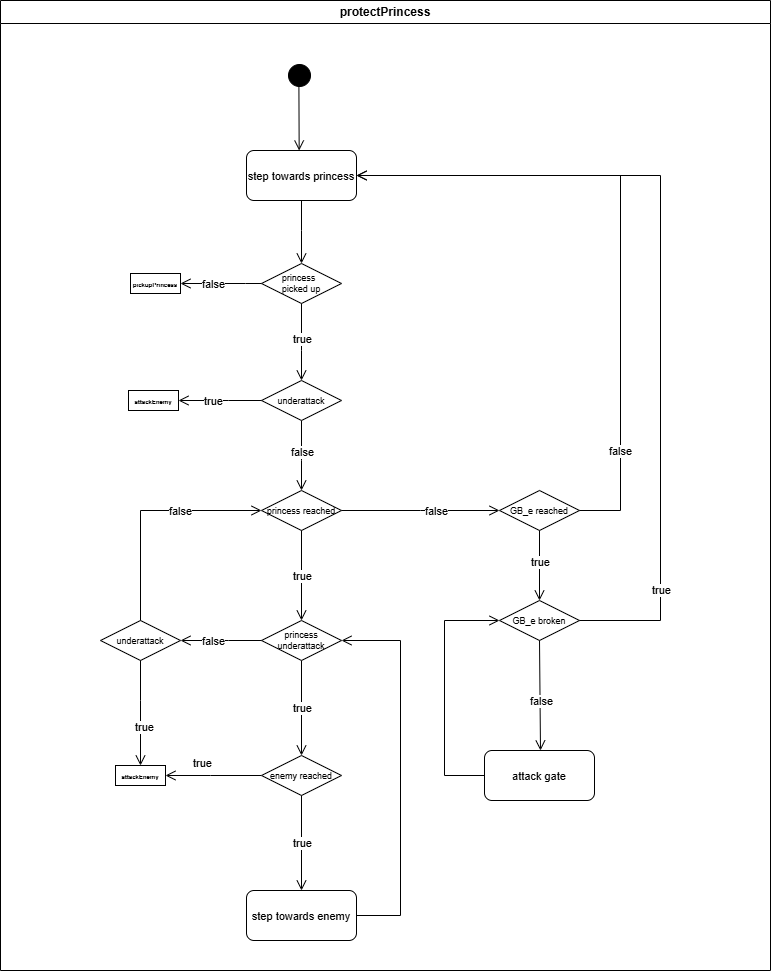 protectPrincess
step towards princess
princess
picked up
false
pickupPrincess
true
underattack
true
attackEnemy
false
false
princess reached
false
false
GB_e reached
true
true
true
underattack
false
princess
underattack
GB_e broken
true
true
false
attackEnemy
true
enemy reached
attack gate
true
step towards enemy